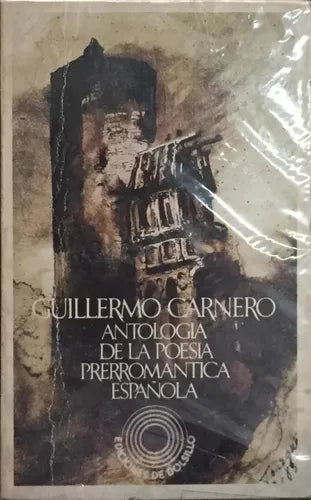 GUILLERMO CARNERO
ANTOLOGIA
DE LA POESIA
PRERROMANTICA
ESPAÑOLA
EDICIONES DE BOLSILLO